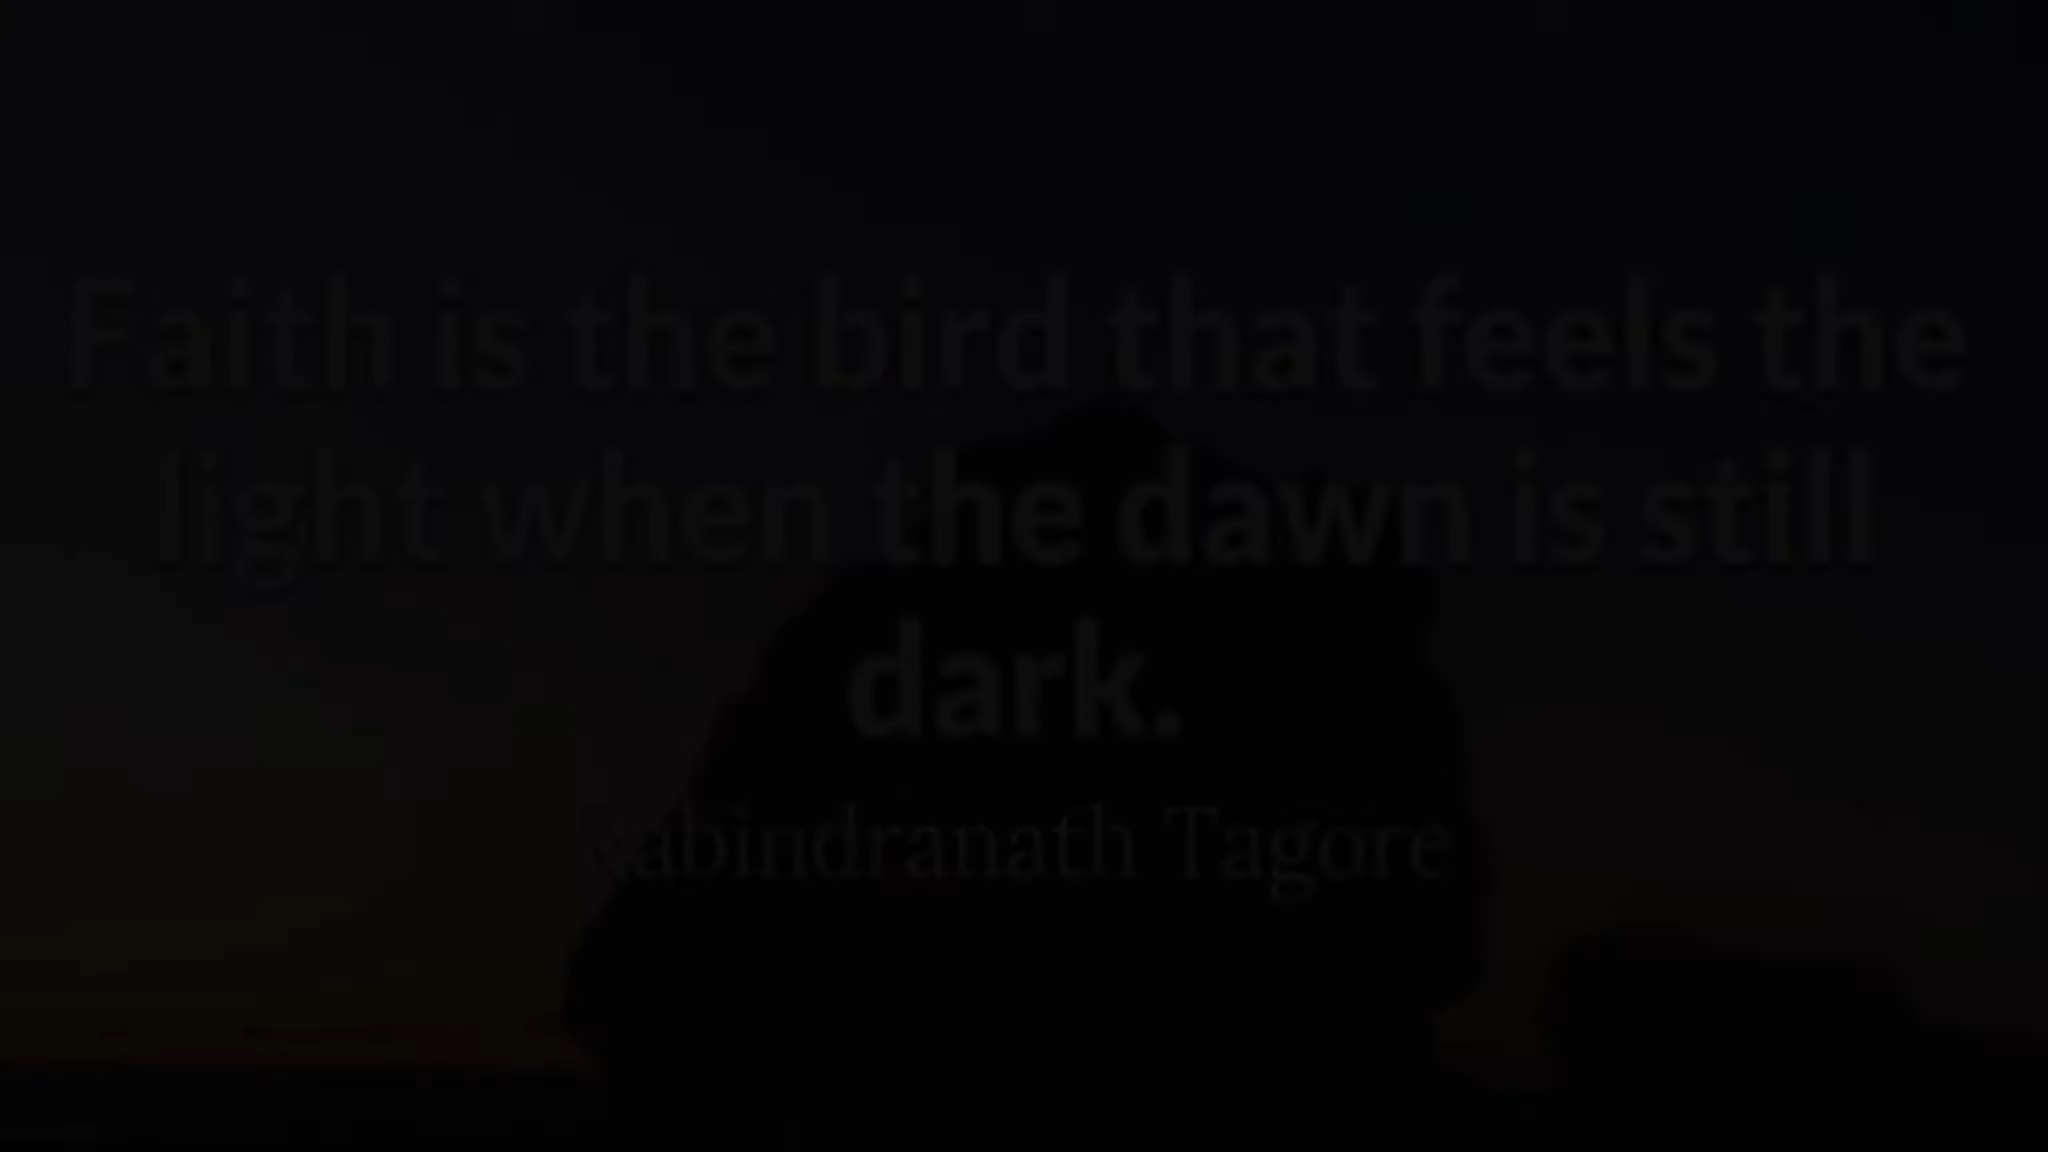 Faith is the bird that feels the
light when the dawn is still
dark.
Rabindranath Tagore